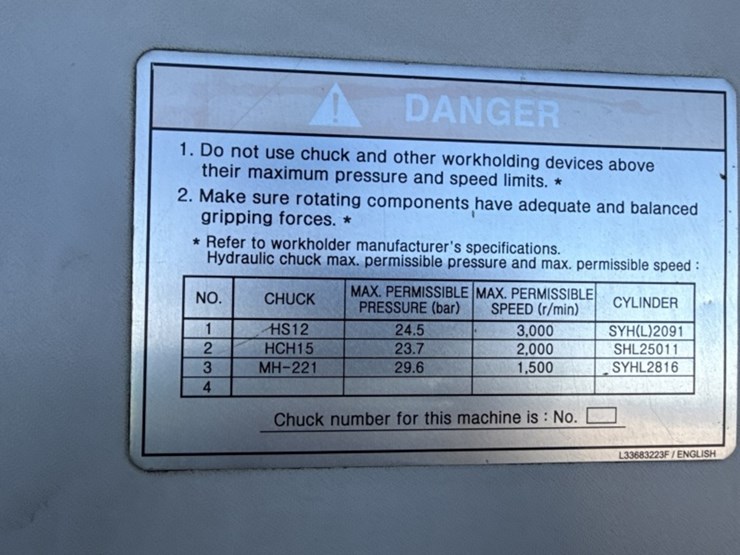 DANGER
1. Do not use chuck and other workholding devices above
their maximum pressure and speed limits. *
2. Make sure rotating components have adequate and balanced
gripping forces. *
* Refer to workholder manufacturer's specifications.
Hydraulic chuck max. permissible pressure and max. permissible speed :
NO. CHUCK MAX. PERMISSIBLE PRESSURE (bar) MAX. PERMISSIBLE SPEED (r/min) CYLINDER
1 HS12 24.5 3,000 SYH(L)2091
2 HCH15 23.7 2,000 SHL25011
3 MH-221 29.6 1,500 SYHL2816
4
Chuck number for this machine is : No.
L33683223F / ENGLISH